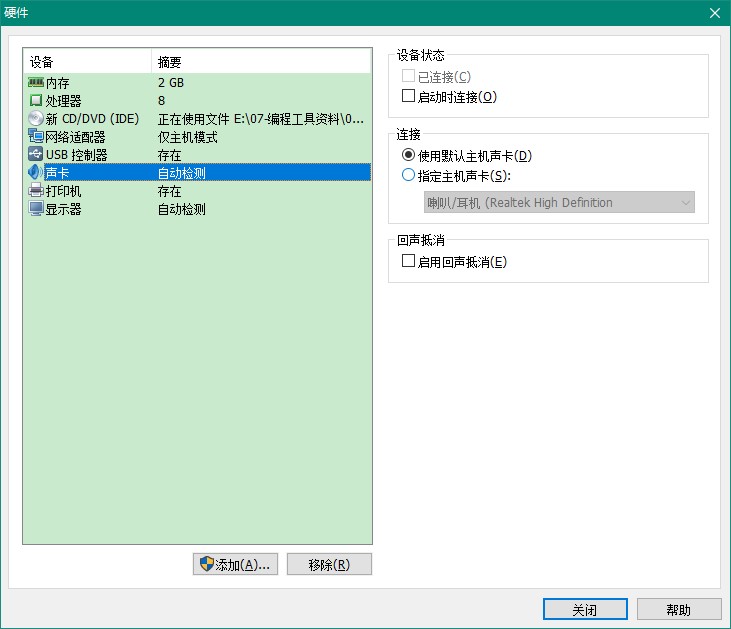 硬件
设备 摘要
内存 2 GB
处理器 8
新 CD/DVD (IDE) 正在使用文件 E:\07-编程工具资料\0...
网络适配器 仅主机模式
USB 控制器 存在
声卡 自动检测
打印机 存在
显示器 自动检测
添加(A)... 移除(R)
设备状态
已连接(C)
启动时连接(O)
连接
使用默认主机声卡(D)
指定主机声卡(S):
喇叭/耳机 (Realtek High Definition
回声抵消
启用回声抵消(E)
关闭 帮助